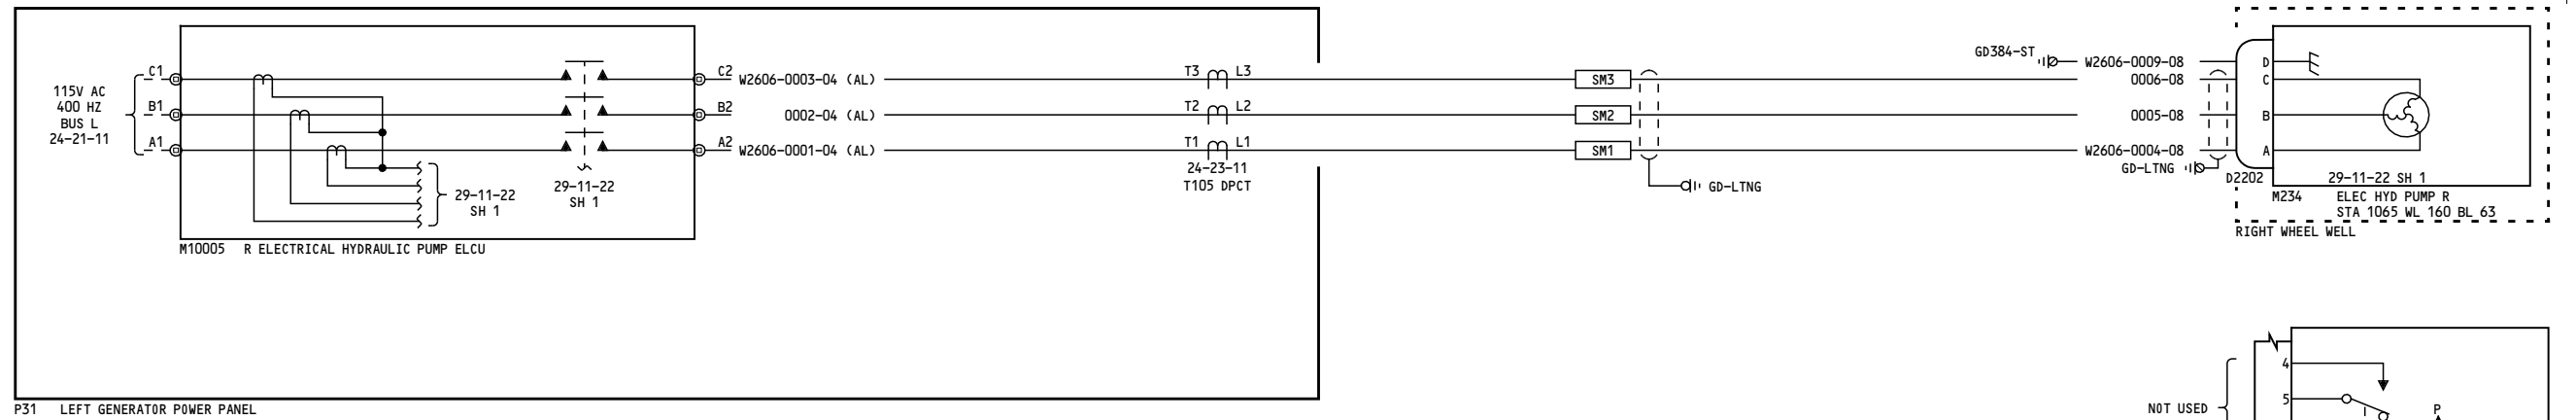 115V AC
400 HZ
BUS L
24-21-11
C1
B1
A1
29-11-22
SH 1
29-11-22
SH 1
M10005 R ELECTRICAL HYDRAULIC PUMP ELCU
C2 W2606-0003-04 (AL)
B2 0002-04 (AL)
A2 W2606-0001-04 (AL)
T3 L3
T2 L2
T1 L1
24-23-11
T105 DPCT
P31 LEFT GENERATOR POWER PANEL
SM3
SM2
SM1
GD-LTNG
GD384-ST
W2606-0009-08
0006-08
0005-08
W2606-0004-08
GD-LTNG
D
C
B
A
D2202
29-11-22 SH 1
M234 ELEC HYD PUMP R
STA 1065 WL 160 BL 63
RIGHT WHEEL WELL
4
5
NOT USED
P